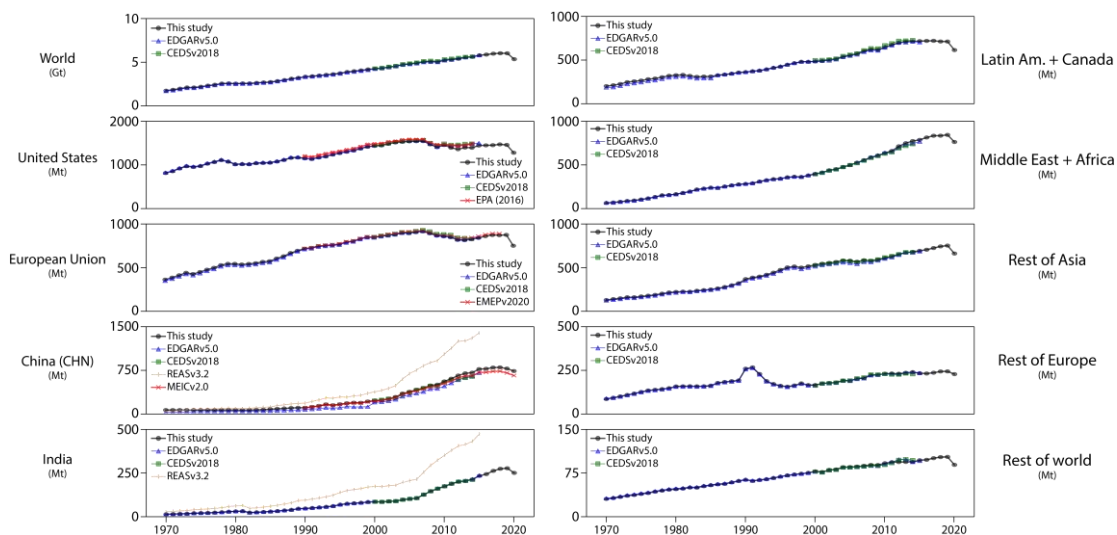 World
(Gt)
10
5
0
This study
EDGARv5.0
CEDSv2018
United States
(Mt)
2000
1000
0
This study
EDGARv5.0
CEDSv2018
EPA (2016)
European Union
(Mt)
1000
500
0
This study
EDGARv5.0
CEDSv2018
EMEPv2020
China (CHN)
(Mt)
1500
750
0
This study
EDGARv5.0
CEDSv2018
REASv3.2
MEICv2.0
India
(Mt)
500
250
0
This study
EDGARv5.0
CEDSv2018
REASv3.2
1970 1980 1990 2000 2010 2020
1000
500
0
This study
EDGARv5.0
CEDSv2018
Latin Am. + Canada
(Mt)
1000
500
0
This study
EDGARv5.0
CEDSv2018
Middle East + Africa
(Mt)
1000
500
0
This study
EDGARv5.0
CEDSv2018
Rest of Asia
(Mt)
500
250
0
This study
EDGARv5.0
CEDSv2018
Rest of Europe
(Mt)
150
75
0
This study
EDGARv5.0
CEDSv2018
Rest of world
(Mt)
1970 1980 1990 2000 2010 2020